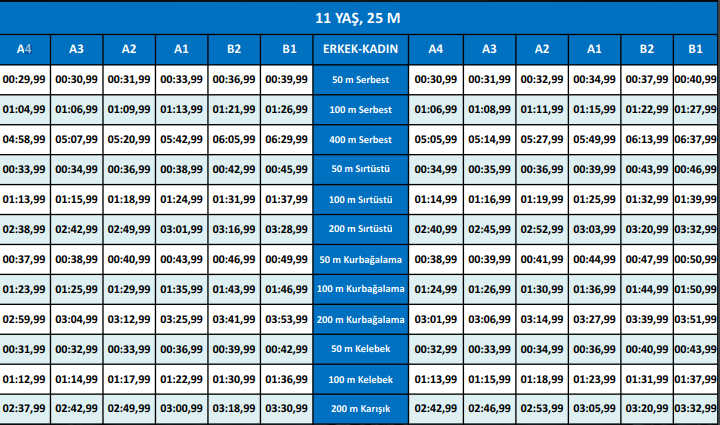 11 YAŞ, 25 M
A4 A3 A2 A1 B2 B1 ERKEK-KADIN A4 A3 A2 A1 B2 B1
00:29,99 00:30,99 00:31,99 00:33,99 00:36,99 00:39,99 50 m Serbest 00:30,99 00:31,99 00:32,99 00:34,99 00:37,99 00:40,99
01:04,99 01:06,99 01:09,99 01:13,99 01:21,99 01:26,99 100 m Serbest 01:06,99 01:08,99 01:11,99 01:15,99 01:22,99 01:27,99
04:58,99 05:07,99 05:20,99 05:42,99 06:05,99 06:29,99 400 m Serbest 05:05,99 05:14,99 05:27,99 05:49,99 06:13,99 06:37,99
00:33,99 00:34,99 00:36,99 00:38,99 00:42,99 00:45,99 50 m Sırtüstü 00:34,99 00:35,99 00:36,99 00:39,99 00:43,99 00:46,99
01:13,99 01:15,99 01:18,99 01:24,99 01:31,99 01:37,99 100 m Sırtüstü 01:14,99 01:16,99 01:19,99 01:25,99 01:32,99 01:39,99
02:38,99 02:42,99 02:49,99 03:01,99 03:16,99 03:28,99 200 m Sırtüstü 02:40,99 02:45,99 02:52,99 03:03,99 03:20,99 03:32,99
00:37,99 00:38,99 00:40,99 00:43,99 00:46,99 00:49,99 50 m Kurbağalama 00:38,99 00:39,99 00:41,99 00:44,99 00:47,99 00:50,99
01:23,99 01:25,99 01:29,99 01:35,99 01:43,99 01:46,99 100 m Kurbağalama 01:24,99 01:26,99 01:30,99 01:36,99 01:44,99 01:50,99
02:59,99 03:04,99 03:12,99 03:25,99 03:41,99 03:53,99 200 m Kurbağalama 03:01,99 03:06,99 03:14,99 03:27,99 03:39,99 03:51,99
00:31,99 00:32,99 00:33,99 00:36,99 00:39,99 00:42,99 50 m Kelebek 00:32,99 00:33,99 00:34,99 00:36,99 00:40,99 00:43,99
01:12,99 01:14,99 01:17,99 01:22,99 01:30,99 01:36,99 100 m Kelebek 01:13,99 01:15,99 01:18,99 01:23,99 01:31,99 01:37,99
02:37,99 02:42,99 02:49,99 03:00,99 03:18,99 03:30,99 200 m Karışık 02:42,99 02:46,99 02:53,99 03:05,99 03:20,99 03:32,99